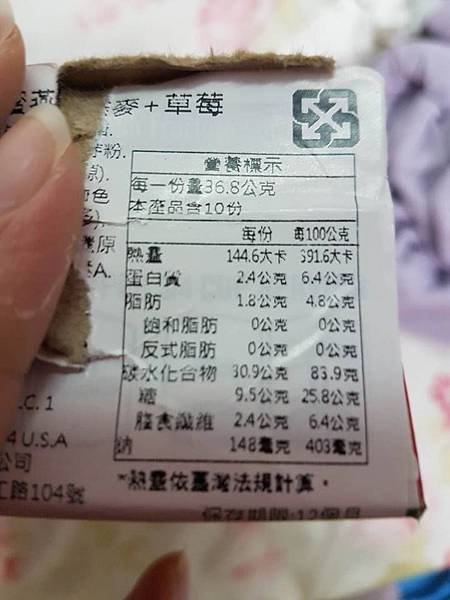 麥+草莓
營養標示
每一份量36.8公克
本產品含10份
每份 每100公克
熱量 144.6大卡 391.6大卡
蛋白質 2.4公克 6.4公克
脂肪 1.8公克 4.8公克
飽和脂肪 0公克 0公克
反式脂肪 0公克 0公克
碳水化合物 30.9公克 83.9克
糖 9.5公克 25.8公克
膳食纖維 2.4公克 6.4公克
鈉 148毫克 403毫克
*熱量依臺灣法規計算。
粉.
色
原
A.
.C. 1
4 U.S.A
公司
工路104號
保存期限:12個月